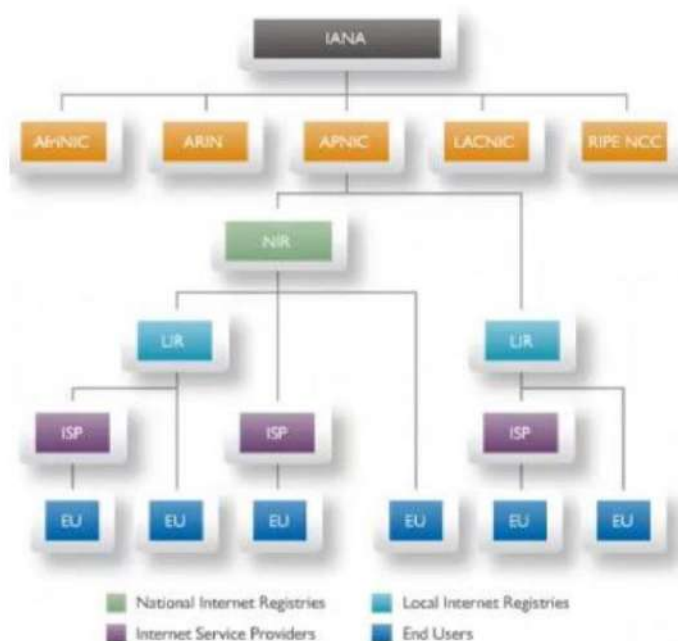 IANA
AfriNIC ARIN APNIC LACNIC RIPE NCC
NIR
LIR LIR
ISP ISP ISP
EU EU EU EU EU EU
National Internet Registries Local Internet Registries
Internet Service Providers End Users